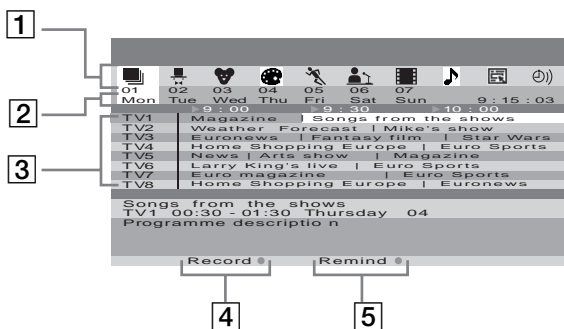 1
01 02 03 04 05 06 07
2
Mon Tue Wed Thu Fri Sat Sun 9 : 15 : 03
9 : 00 9 : 30 10 : 00
TV1 Magazine | Songs from the shows
TV2 Weather Forecast | Mike's show
TV3 Euronews | Fantasy film | Star Wars
TV4 Home Shopping Europe | Euro Sports
3
TV5 News | Arts show | Magazine
TV6 Larry King's live | Euro Sports
TV7 Euro magazine | Euro Sports
TV8 Home Shopping Europe | Euronews
Songs from the shows
TV1 00:30 - 01:30 Thursday 04
Programme descriptio n
Record Remind
4 5